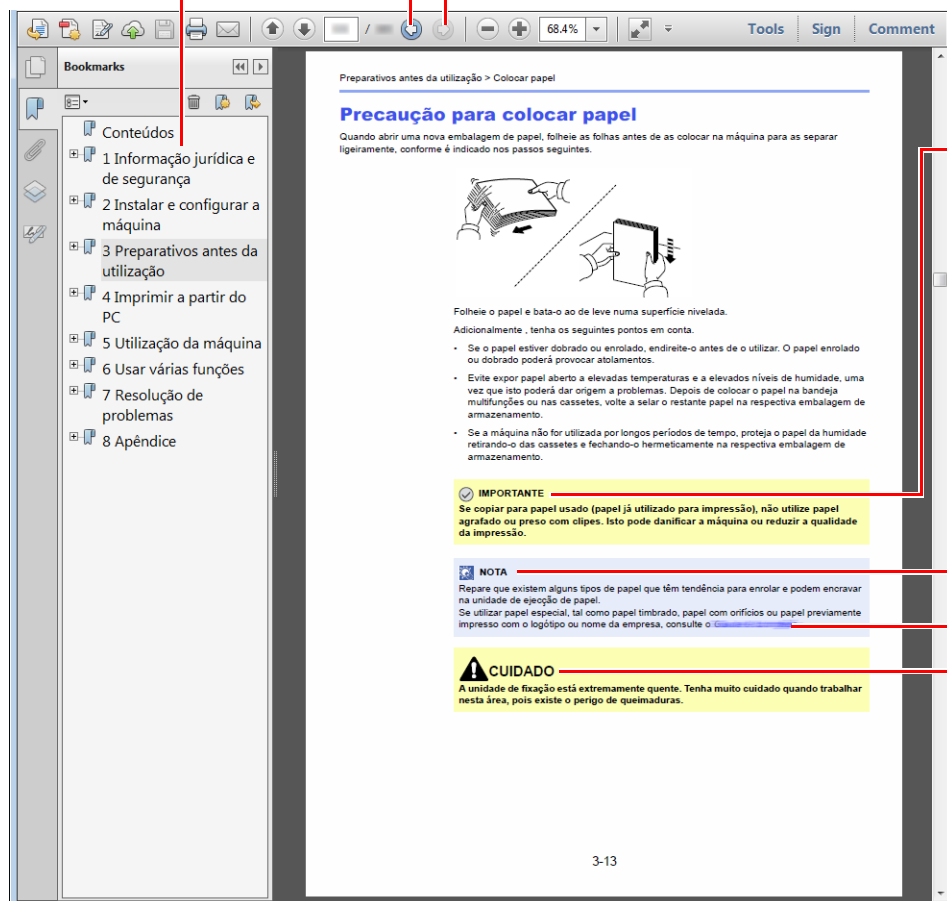 /
68.4%
Tools
Sign
Comment
Bookmarks
Conteúdos
1 Informação jurídica e
de segurança
2 Instalar e configurar a
máquina
3 Preparativos antes da
utilização
4 Imprimir a partir do
PC
5 Utilização da máquina
6 Usar várias funções
7 Resolução de
problemas
8 Apêndice
Preparativos antes da utilização > Colocar papel
Precaução para colocar papel
Quando abrir uma nova embalagem de papel, folheie as folhas antes de as colocar na máquina para as separar
ligeiramente, conforme é indicado nos passos seguintes.
Folheie o papel e bata-o ao de leve numa superfície nivelada.
Adicionalmente , tenha os seguintes pontos em conta.
• Se o papel estiver dobrado ou enrolado, endireite-o antes de o utilizar. O papel enrolado
ou dobrado poderá provocar atolamentos.
• Evite expor papel aberto a elevadas temperaturas e a elevados níveis de humidade, uma
vez que isto poderá dar origem a problemas. Depois de colocar o papel na bandeja
multifunções ou nas cassetes, volte a selar o restante papel na respectiva embalagem de
armazenamento.
• Se a máquina não for utilizada por longos períodos de tempo, proteja o papel da humidade
retirando-o das cassetes e fechando-o hermeticamente na respectiva embalagem de
armazenamento.
IMPORTANTE
Se copiar para papel usado (papel já utilizado para impressão), não utilize papel
agrafado ou preso com clipes. Isto pode danificar a máquina ou reduzir a qualidade
da impressão.
NOTA
Repare que existem alguns tipos de papel que têm tendência para enrolar e podem encravar
na unidade de ejecção de papel.
Se utilizar papel especial, tal como papel timbrado, papel com orifícios ou papel previamente
impresso com o logótipo ou nome da empresa, consulte o
CUIDADO
A unidade de fixação está extremamente quente. Tenha muito cuidado quando trabalhar
nesta área, pois existe o perigo de queimaduras.
3-13